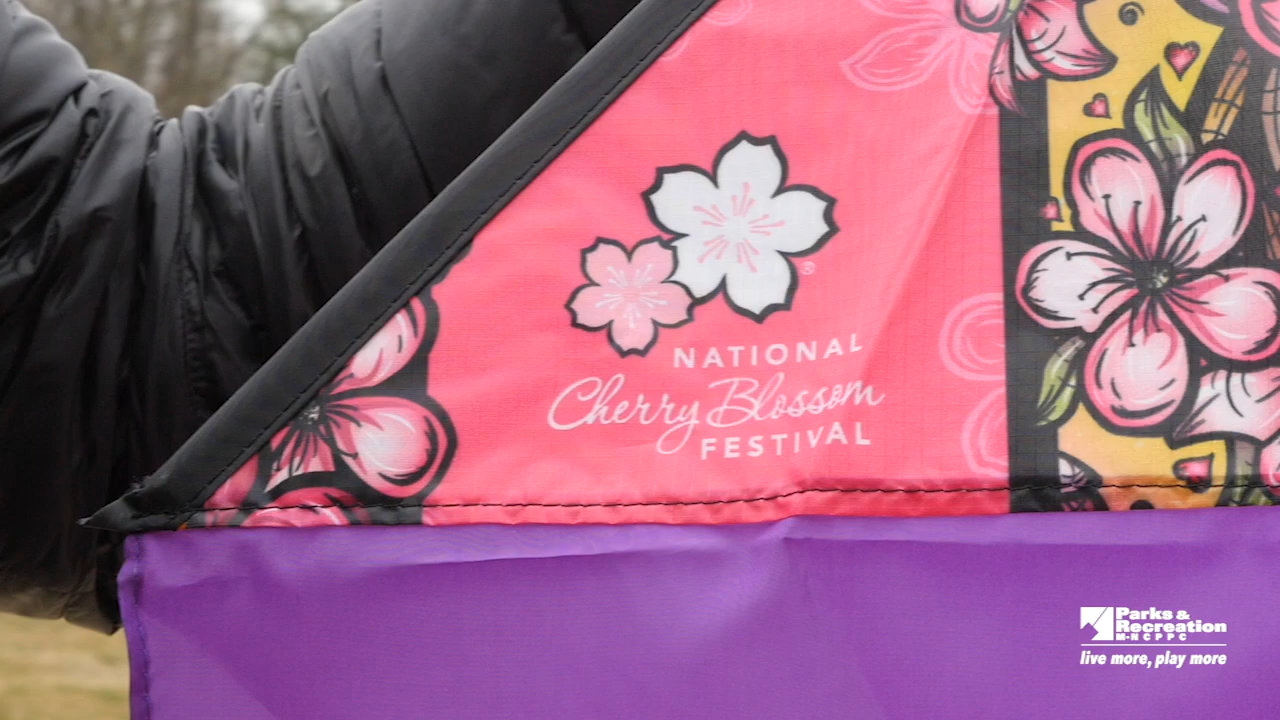 ®
NATIONAL
Cherry Blossom
FESTIVAL
Parks &
Recreation
M-NCPPC
live more, play more